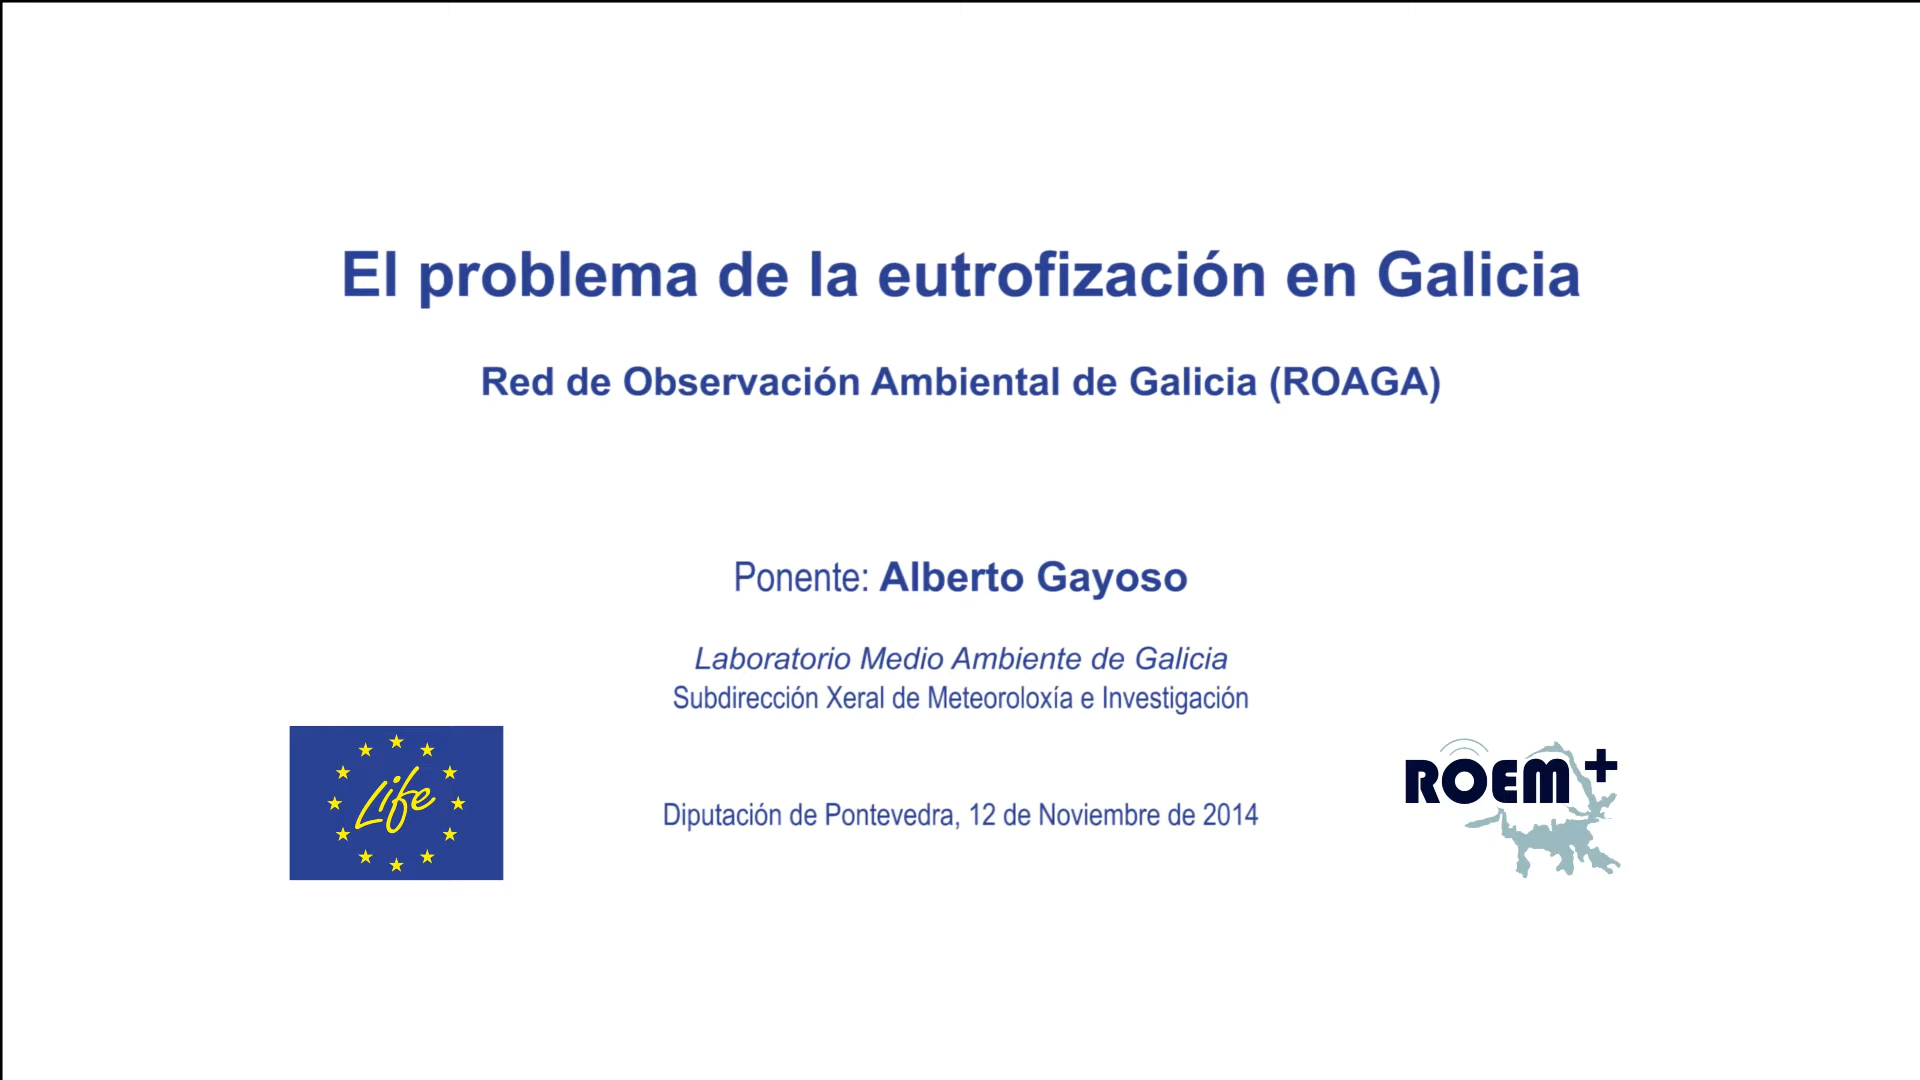 El problema de la eutrofización en Galicia
Red de Observación Ambiental de Galicia (ROAGA)
Ponente: Alberto Gayoso
Laboratorio Medio Ambiente de Galicia
Subdirección Xeral de Meteoroloxía e Investigación
Life
ROEM+
Diputación de Pontevedra, 12 de Noviembre de 2014